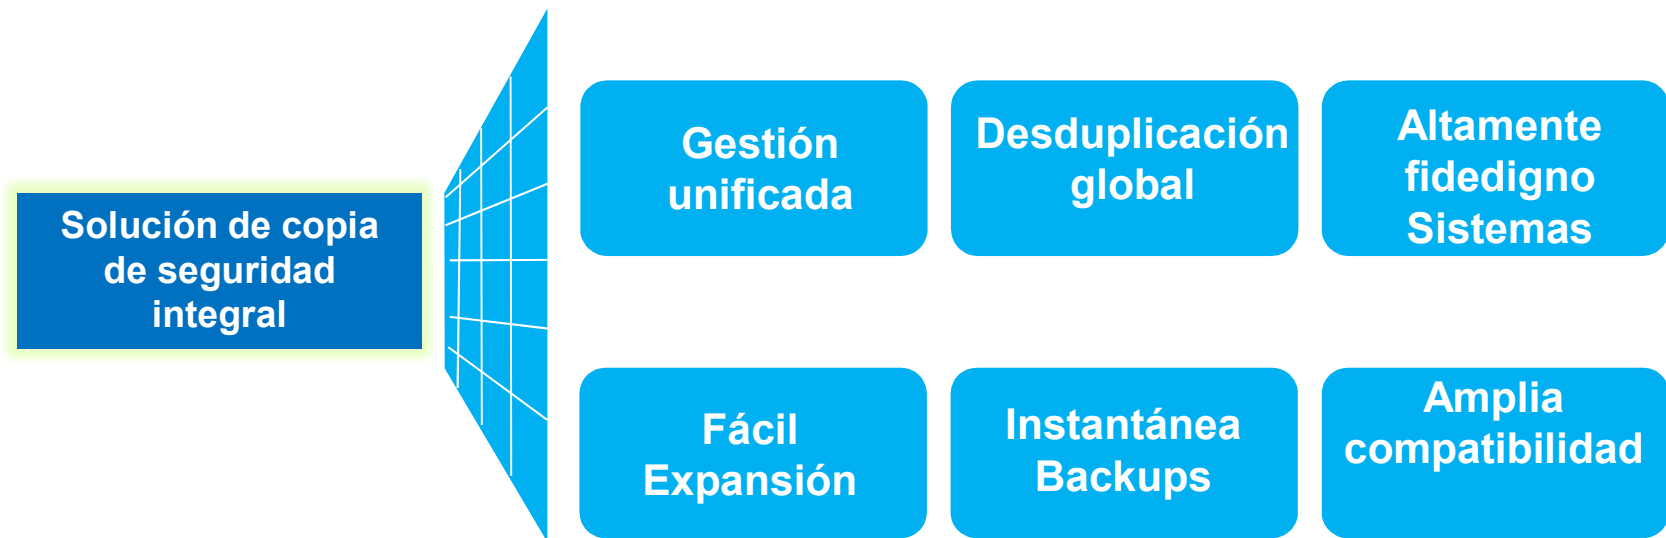 Solución de copia
de seguridad
integral
Gestión
unificada
Desduplicación
global
Altamente
fidedigno
Sistemas
Fácil
Expansión
Instantánea
Backups
Amplia
compatibilidad